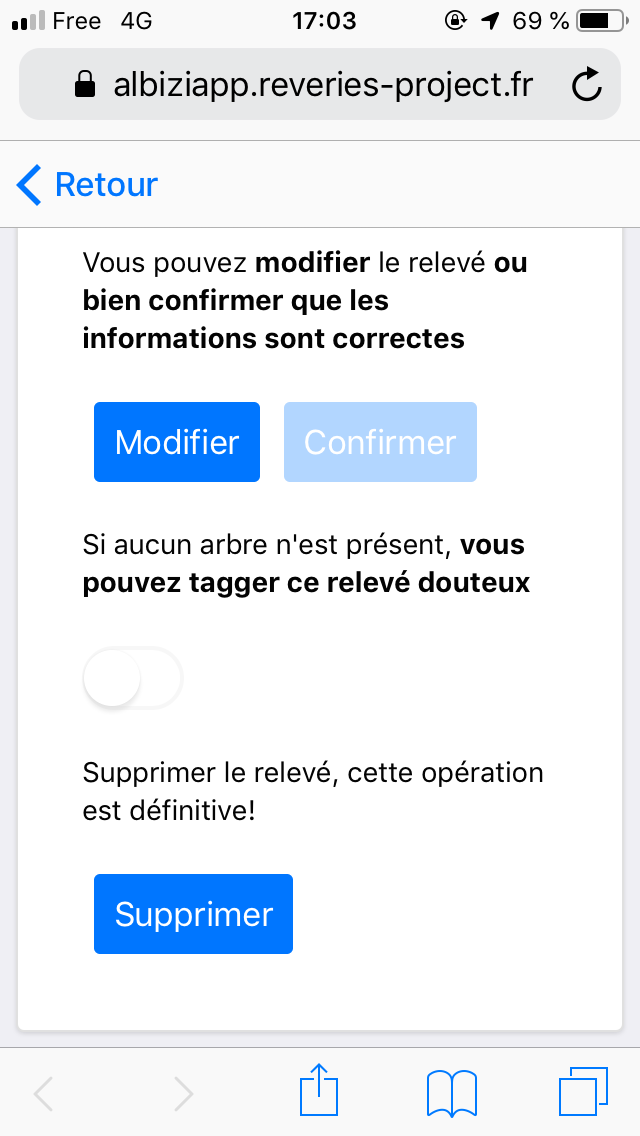 Free 4G 17:03 69 %
albiziapp.reveries-project.fr
Retour
Vous pouvez modifier le relevé ou
bien confirmer que les
informations sont correctes
Modifier Confirmer
Si aucun arbre n'est présent, vous
pouvez tagger ce relevé douteux
Supprimer le relevé, cette opération
est définitive!
Supprimer